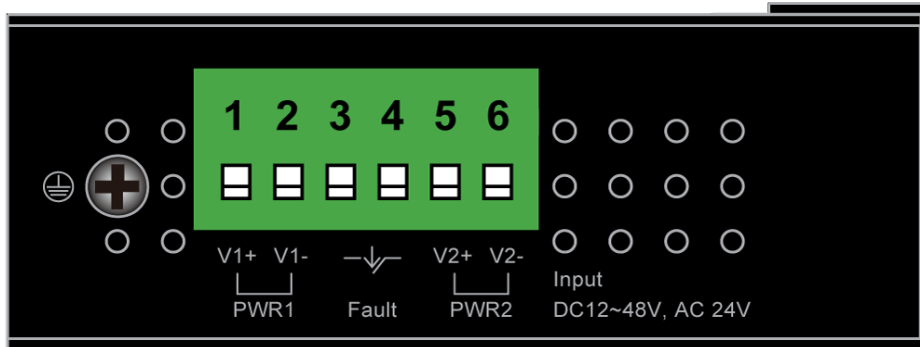 1 2 3 4 5 6
V1+ V1- V2+ V2-
PWR1 Fault PWR2
Input
DC12~48V, AC 24V